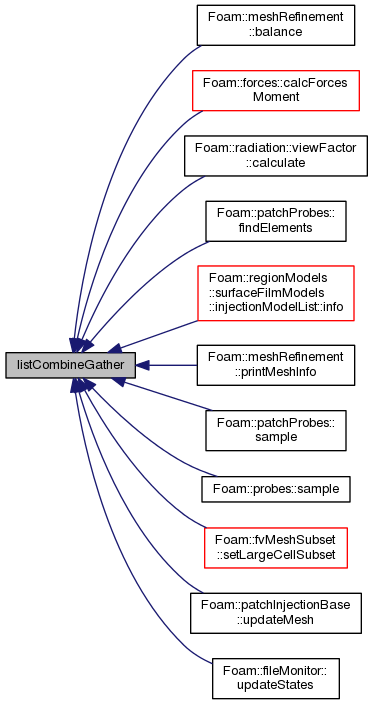 Foam::meshRefinement
::balance
Foam::forces::calcForces
Moment
Foam::radiation::viewFactor
::calculate
Foam::patchProbes::
findElements
Foam::regionModels
::surfaceFilmModels
::injectionModelList::info
listCombineGather
Foam::meshRefinement
::printMeshInfo
Foam::patchProbes::
sample
Foam::probes::sample
Foam::fvMeshSubset
::setLargeCellSubset
Foam::patchInjectionBase
::updateMesh
Foam::fileMonitor::
updateStates